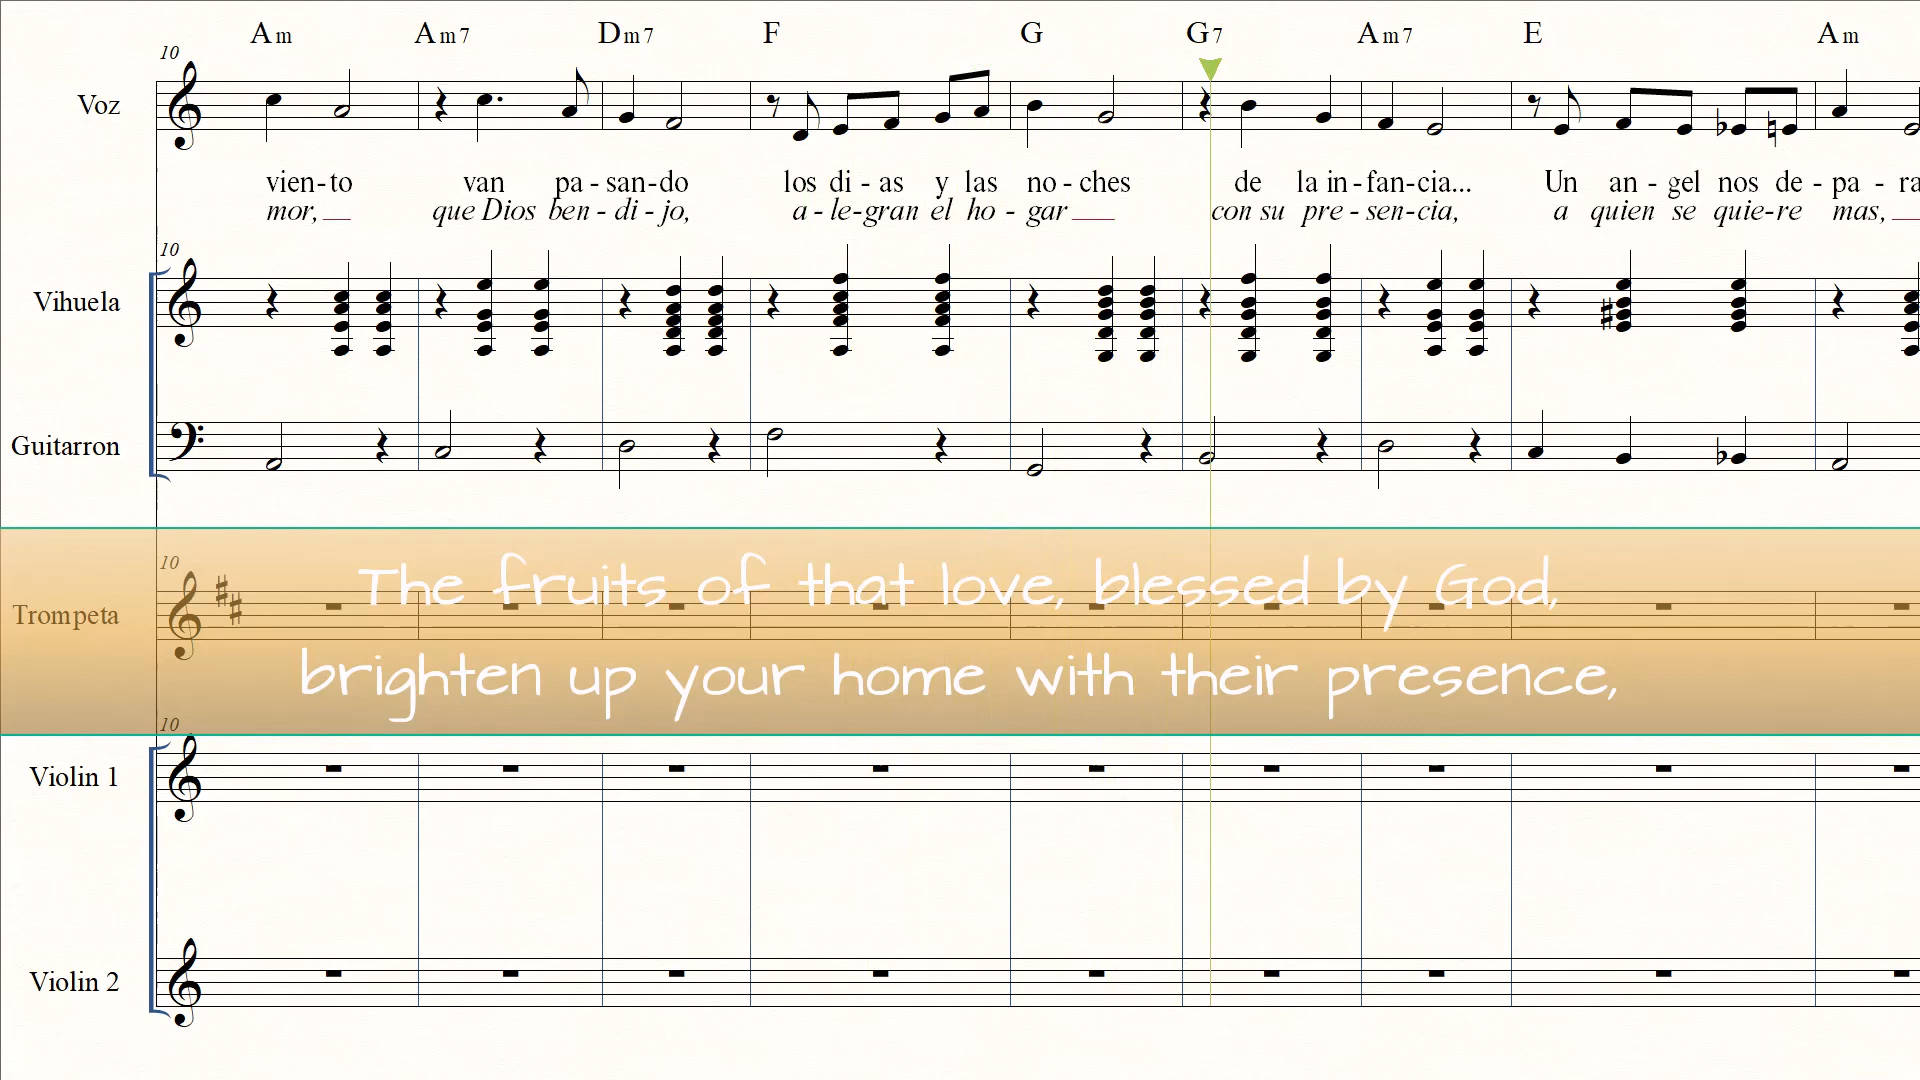 Am Am7 Dm7 F G G7 Am7 E Am
10
Voz
vien-to van pa-san-do los di-as y las no-ches de la in-fan-cia... Un an-gel nos de-pa-ra
mor,__ que Dios ben-di-jo, a-le-gran el ho-gar__ con su pre-sen-cia, a quien se quie-re mas,__
10
Vihuela
Guitarron
10
Trompeta
The fruits of that love, blessed by God,
brighten up your home with their presence,
10
Violin 1
Violin 2